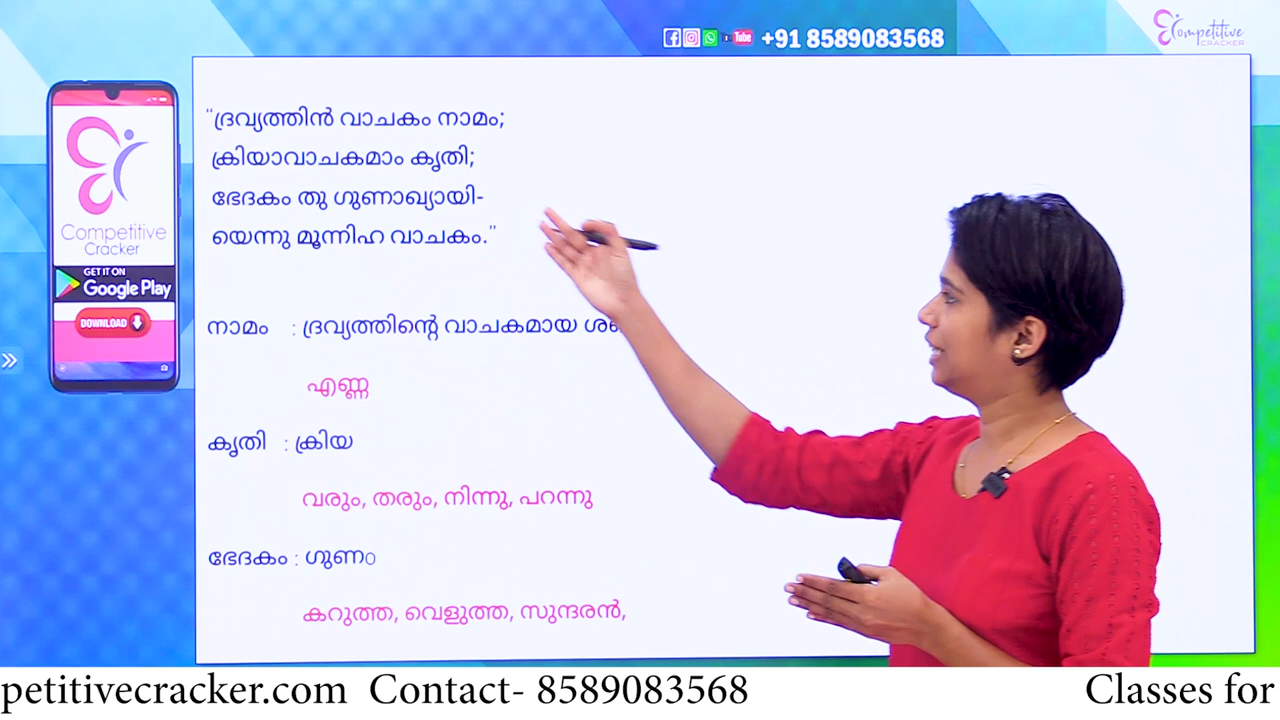 +91 8589083568
Competitive
CRACKER
Competitive
Cracker
GET IT ON
Google Play
DOWNLOAD
“ദ്രവ്യത്തിൻ വാചകം നാമം;
ക്രിയാവാചകമാം കൃതി;
ഭേദകം തു ഗുണാഖ്യായി-
യെന്നു മൂന്നിഹ വാചകം.”
നാമം : ദ്രവ്യത്തിന്റെ വാചകമായ
എണ്ണ
കൃതി : ക്രിയ
വരും, തരും, നിന്നു, പറന്നു
ഭേദകം : ഗുണം
കറുത്ത, വെളുത്ത, സുന്ദരൻ,
petitivecracker.com Contact- 8589083568 Classes for